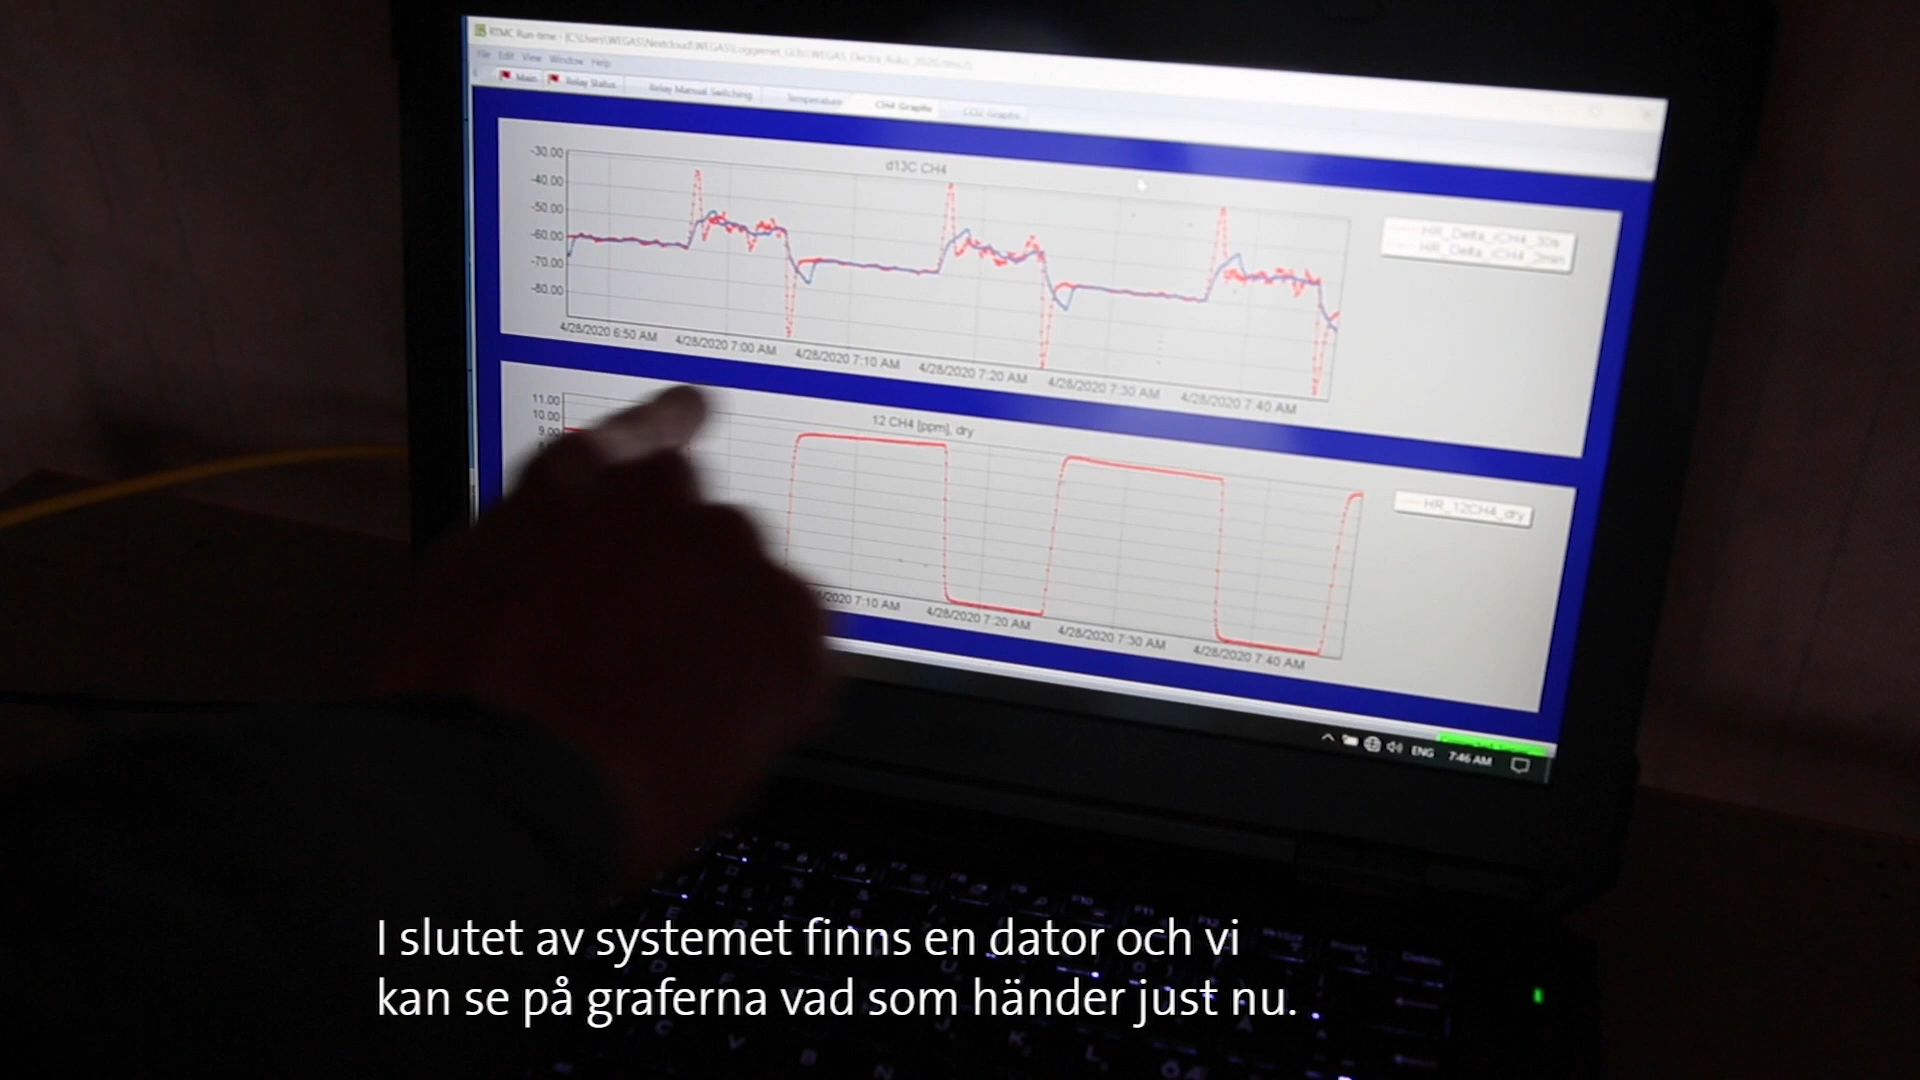 RTMC Run-time
File Edit View Window Help
Main Relay Status Relay Manual Switching Temperature CH4 Graphs CO2 Graphs
d13C CH4
-30.00
-40.00
-50.00
-60.00
-70.00
-80.00
HR_Delta_iCH4_30s
HR_Delta_iCH4_2min
4/28/2020 6:50 AM 4/28/2020 7:00 AM 4/28/2020 7:10 AM 4/28/2020 7:20 AM 4/28/2020 7:30 AM 4/28/2020 7:40 AM
12 CH4 [ppm], dry
11.00
10.00
9.00
HR_12CH4_dry
/2020 7:10 AM 4/28/2020 7:20 AM 4/28/2020 7:30 AM 4/28/2020 7:40 AM
ENG 7:46 AM
I slutet av systemet finns en dator och vi
kan se på graferna vad som händer just nu.